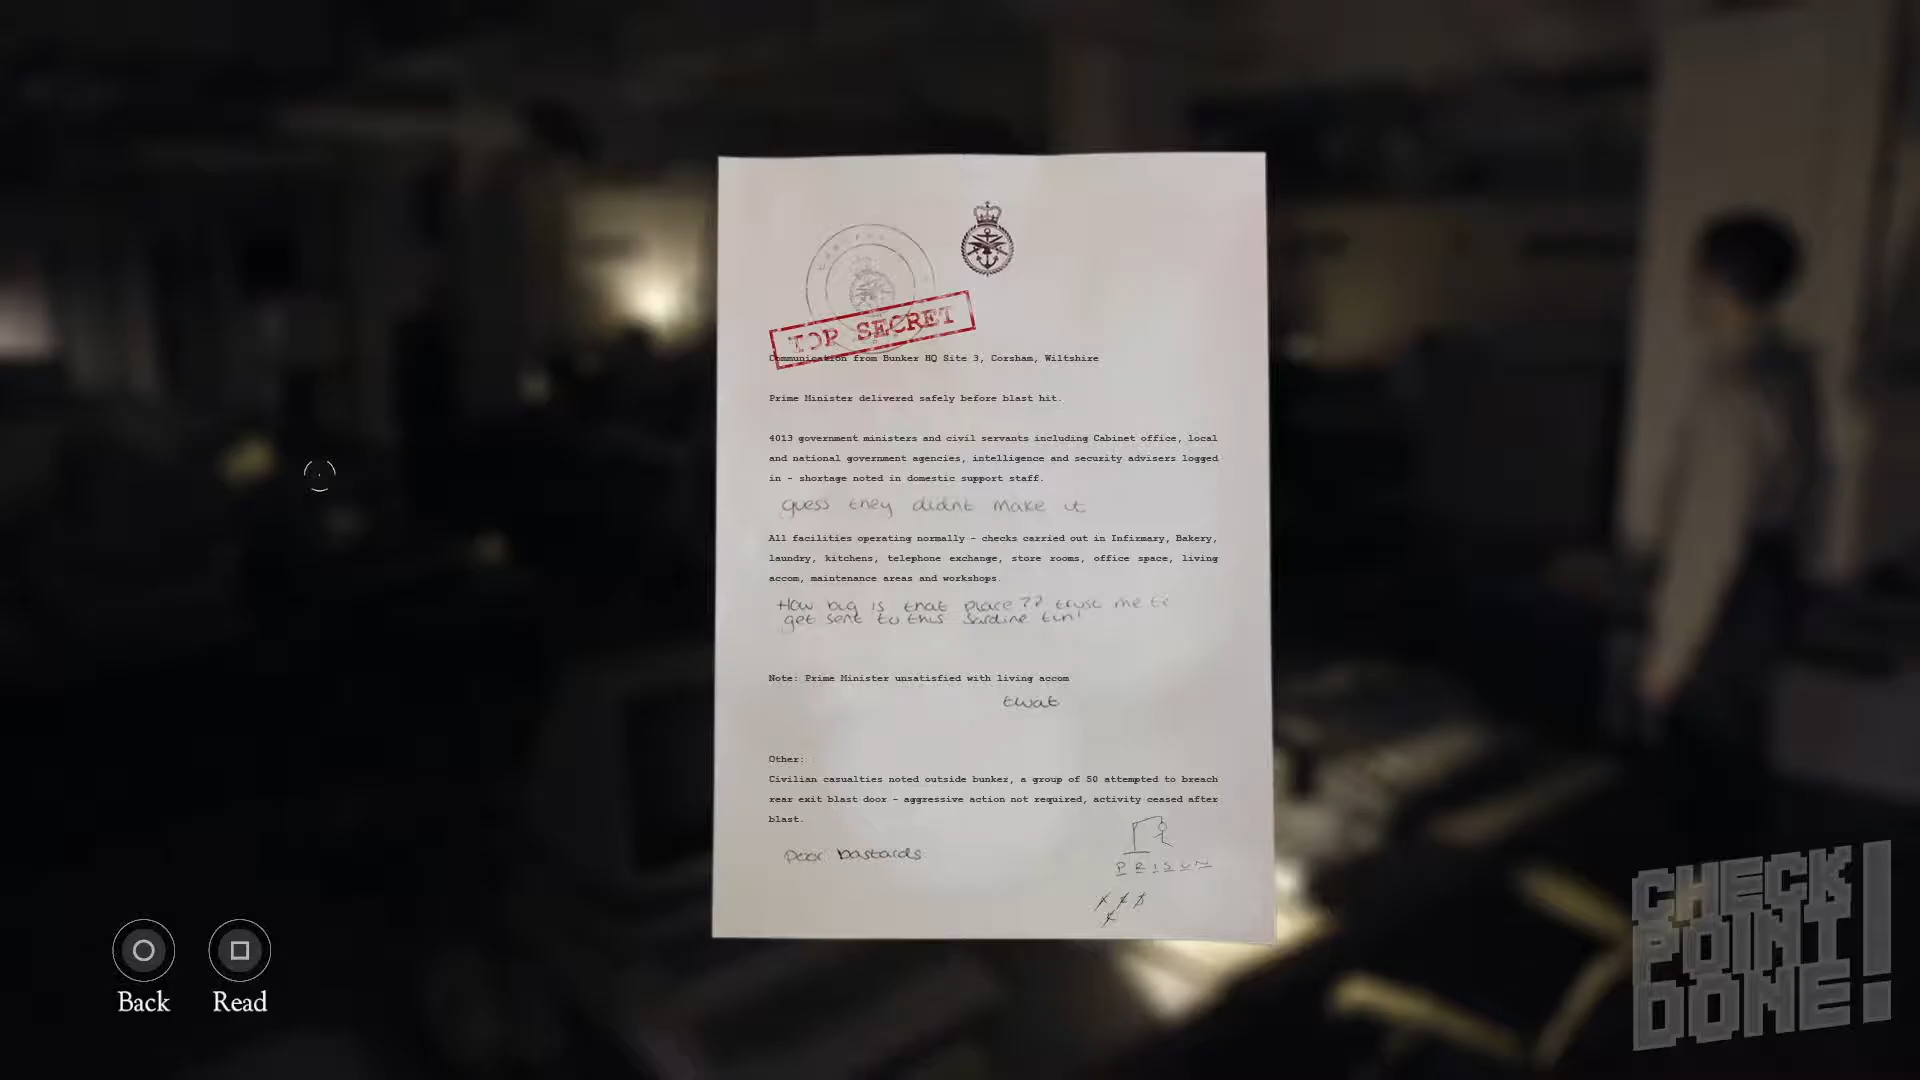 TOP SECRET
Communication from Bunker HQ Site 3, Corsham, Wiltshire
Prime Minister delivered safely before blast hit.
4013 government ministers and civil servants including Cabinet office, local
and national government agencies, intelligence and security advisers logged
in - shortage noted in domestic support staff.
guess they didnt make it
All facilities operating normally - checks carried out in Infirmary, Bakery,
laundry, kitchens, telephone exchange, store rooms, office space, living
accom, maintenance areas and workshops.
How big is that place?? trust me to
get sent to this sardine tin!
Note: Prime Minister unsatisfied with living accom
twat
Other:
Civilian casualties noted outside bunker, a group of 50 attempted to breach
rear exit blast door - aggressive action not required, activity ceased after
blast.
Poor bastards
PRISON
Back
Read
CHECK
POINT
DONE!